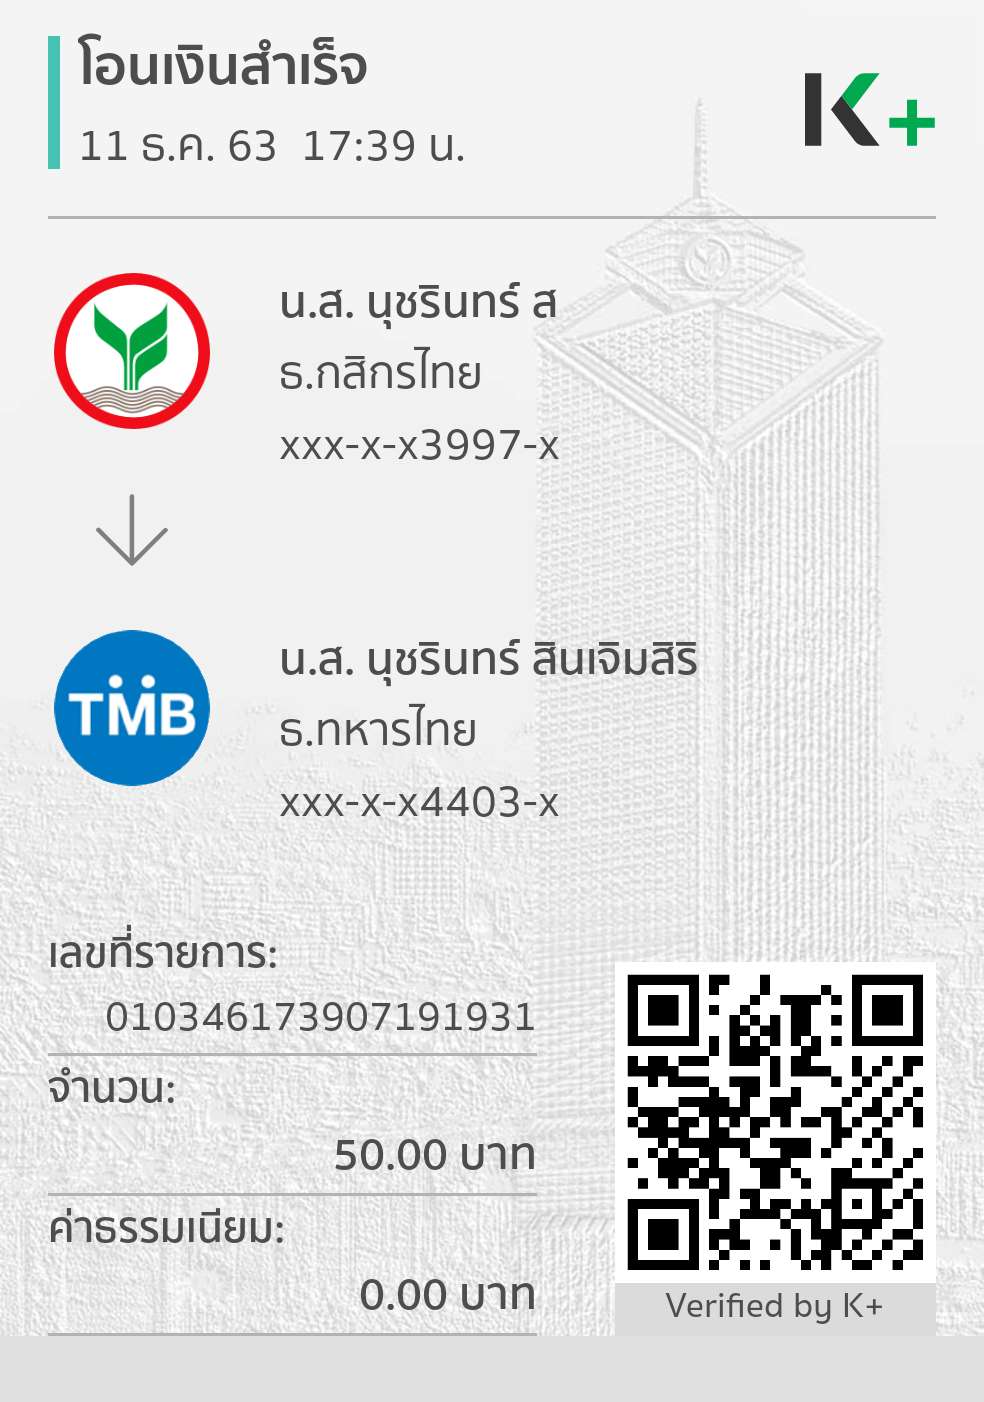 โอนเงินสำเร็จ
11 ธ.ค. 63 17:39 น.
K+
น.ส. นุชรินทร์ ส
ธ.กสิกรไทย
xxx-x-x3997-x
TMB
น.ส. นุชรินทร์ สินเจิมสิริ
ธ.ทหารไทย
xxx-x-x4403-x
เลขที่รายการ:
010346173907191931
จำนวน:
50.00 บาท
ค่าธรรมเนียม:
0.00 บาท
Verified by K+